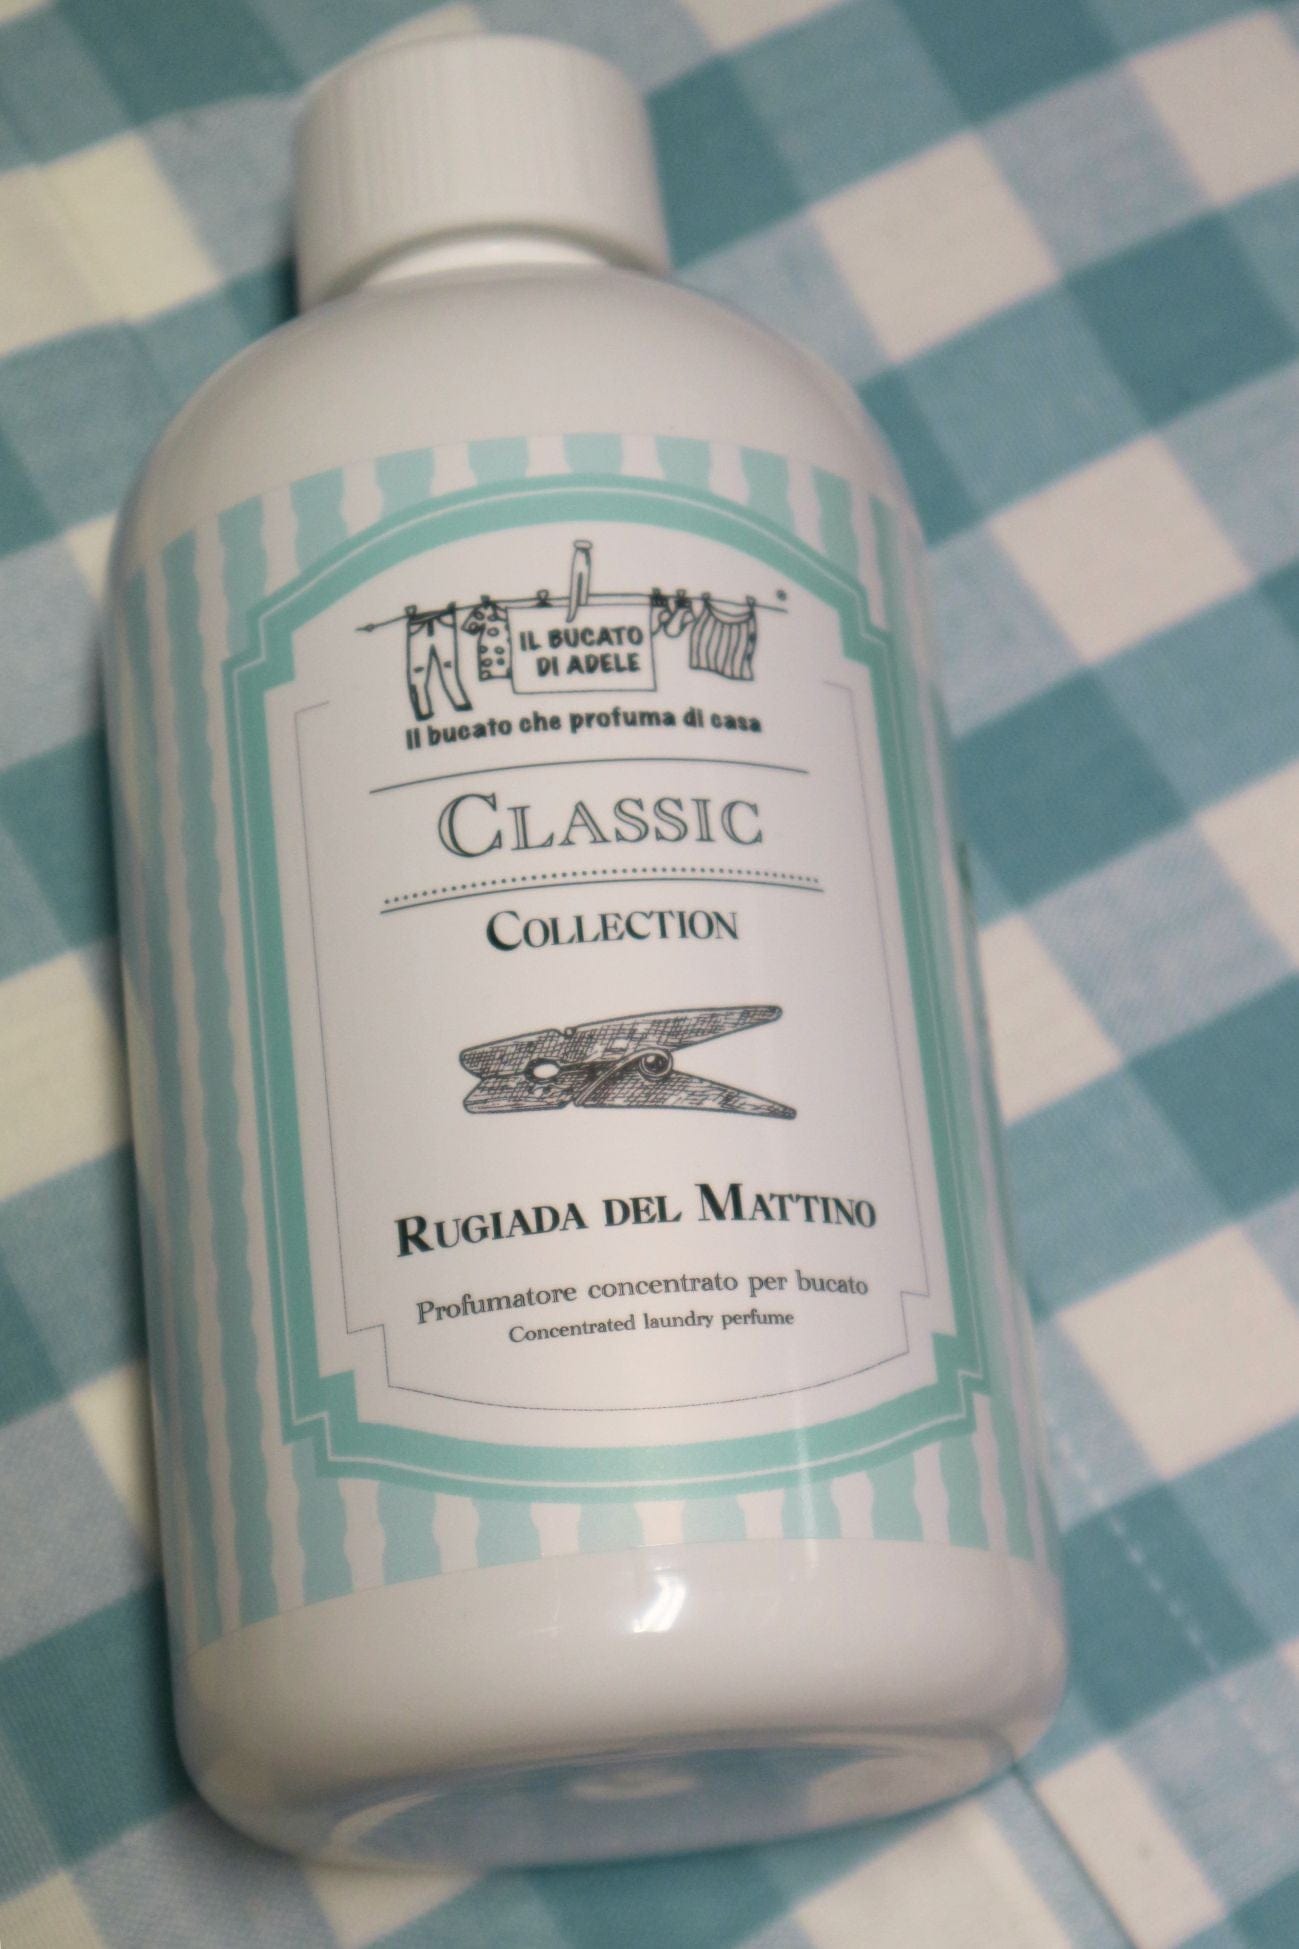 IL BUCATO
DI ADELE
Il bucato che profuma di casa
CLASSIC
COLLECTION
RUGIADA DEL MATTINO
Profumatore concentrato per bucato
Concentrated laundry perfume